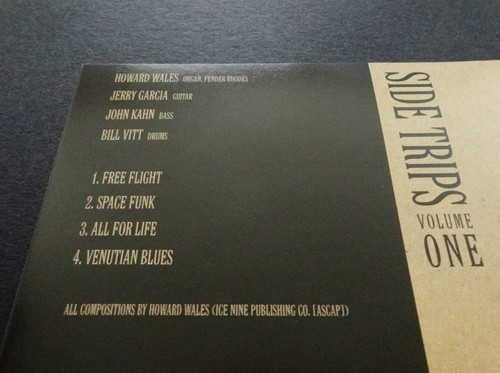 HOWARD WALES ORGAN, FENDER RHODES
JERRY GARCIA GUITAR
JOHN KAHN BASS
BILL VITT DRUMS
1. FREE FLIGHT
2. SPACE FUNK
3. ALL FOR LIFE
4. VENUTIAN BLUES
ALL COMPOSITIONS BY HOWARD WALES (ICE NINE PUBLISHING CO. [ASCAP])
SIDE TRIPS
VOLUME
ONE